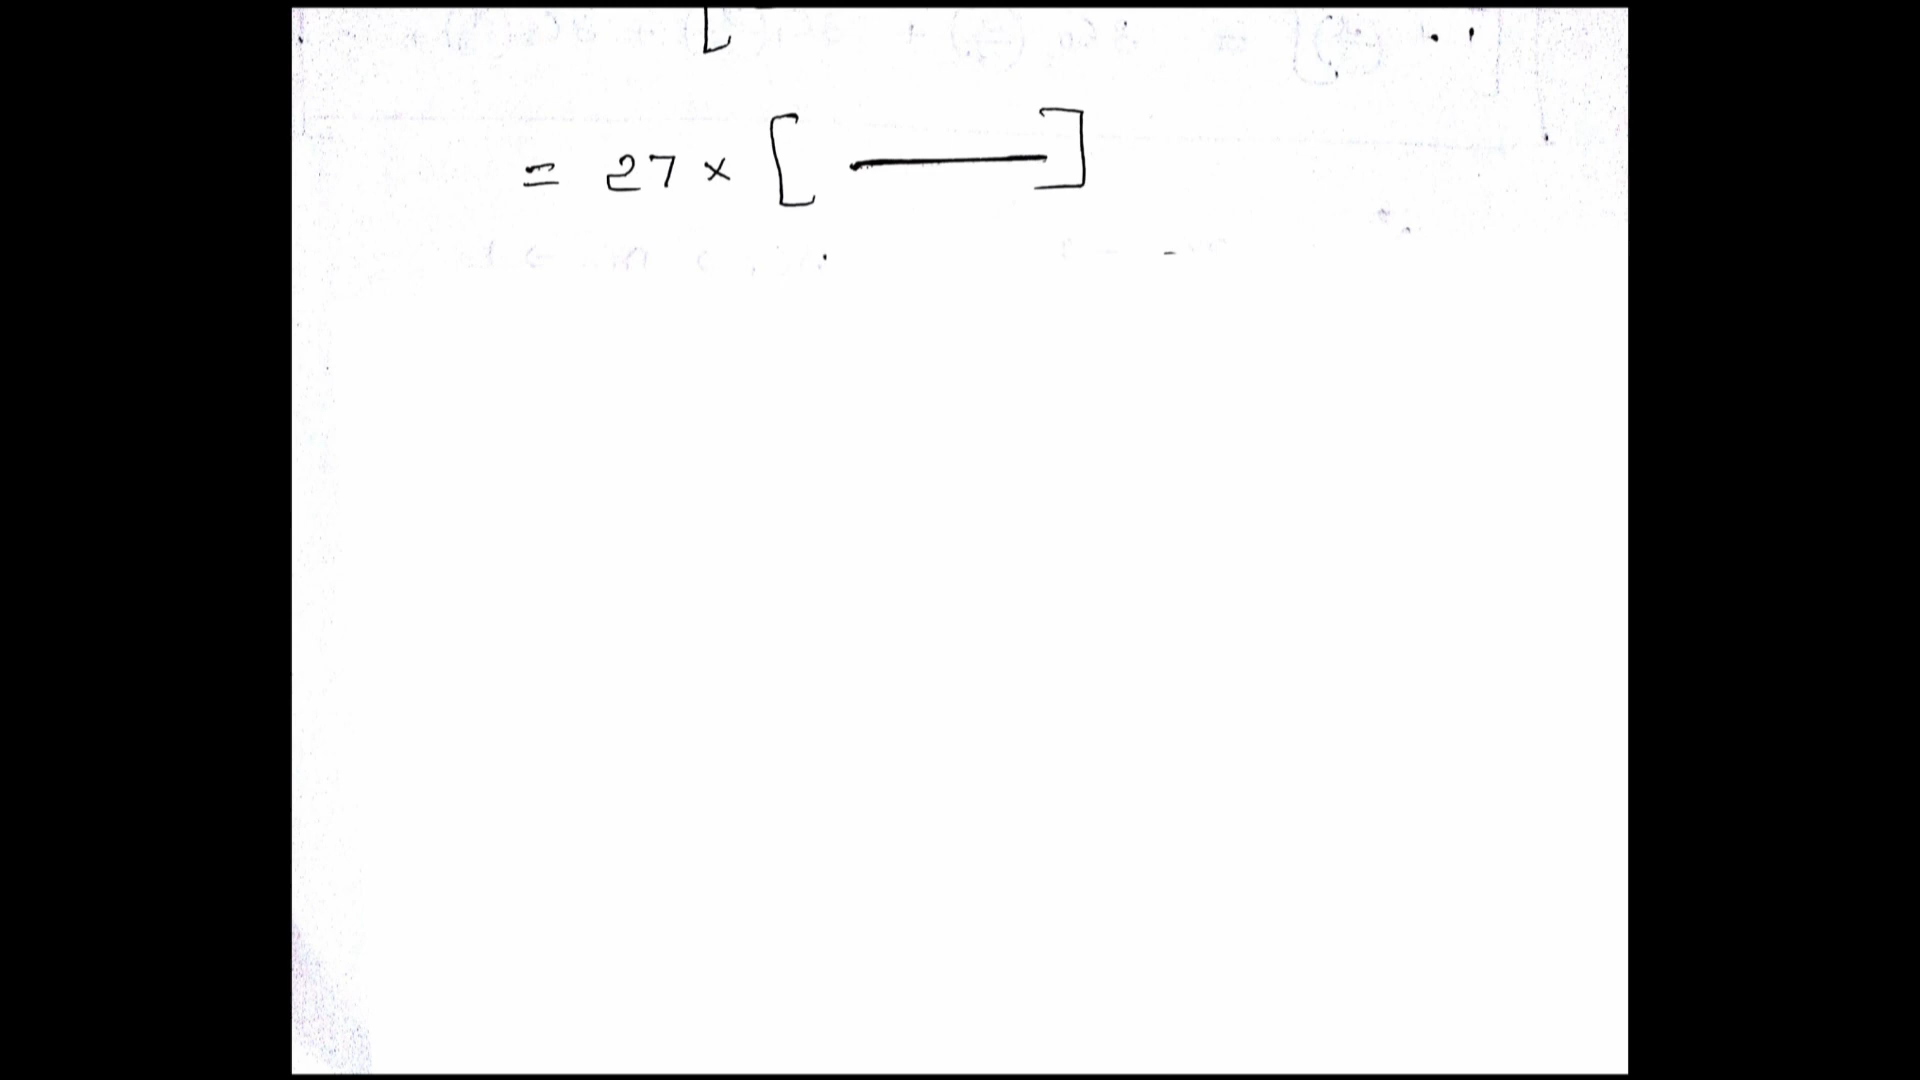 [
= 27 × [ — ]